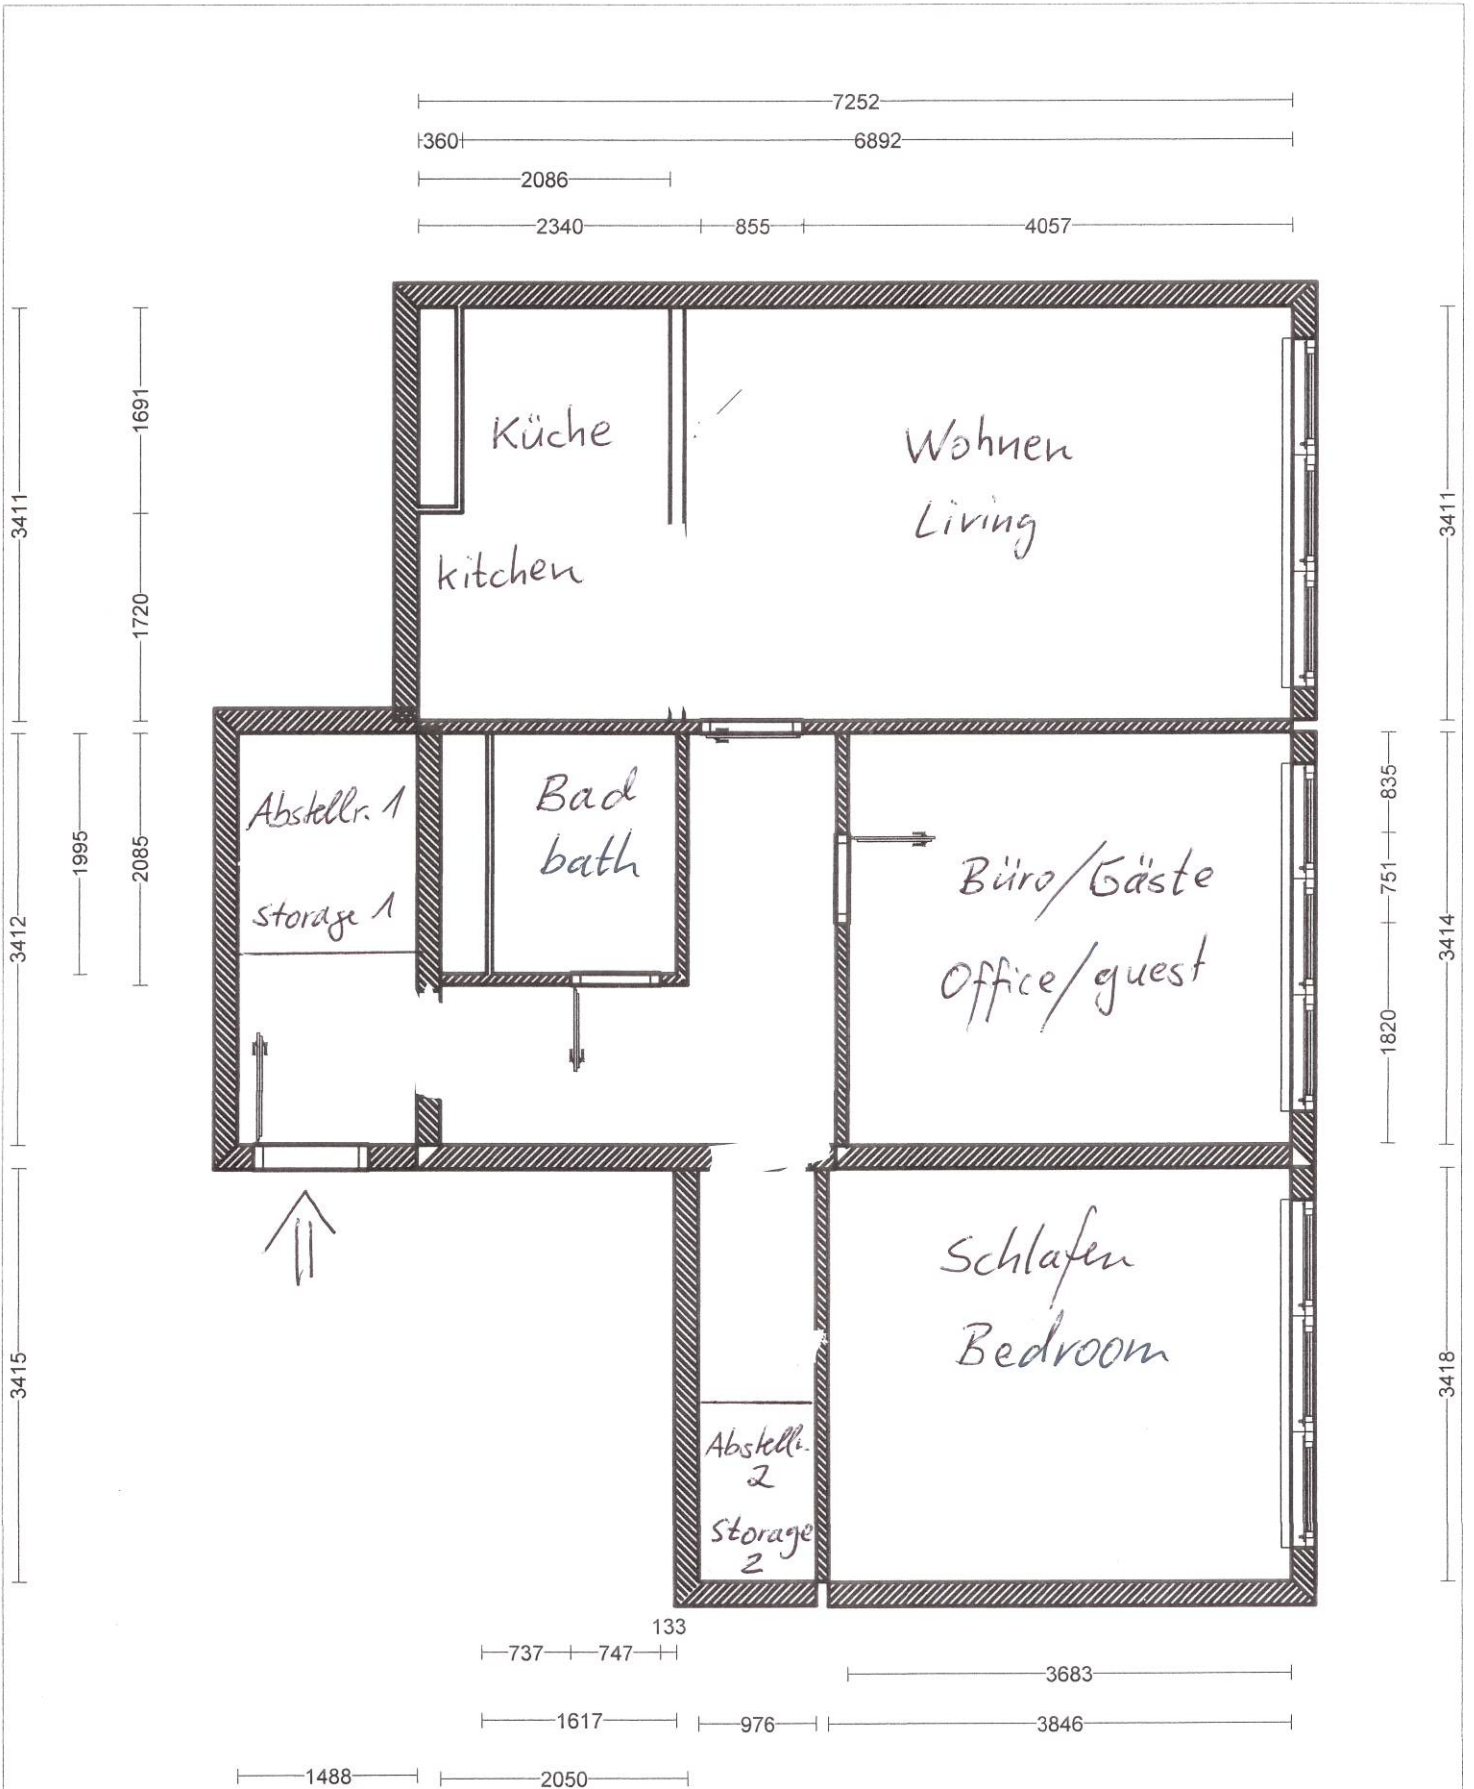 7252
360 6892
2086
2340 855 4057
3411
1691
1720
3411
Küche
kitchen
Wohnen
Living
3412
1995
2085
Abstellr. 1
storage 1
Bad
bath
Büro/Gäste
Office/guest
835
751
1820
3414
3415
Schlafen
Bedroom
Abstellr.
2
Storage
2
3418
133
737 747
3683
1617 976 3846
1488 2050